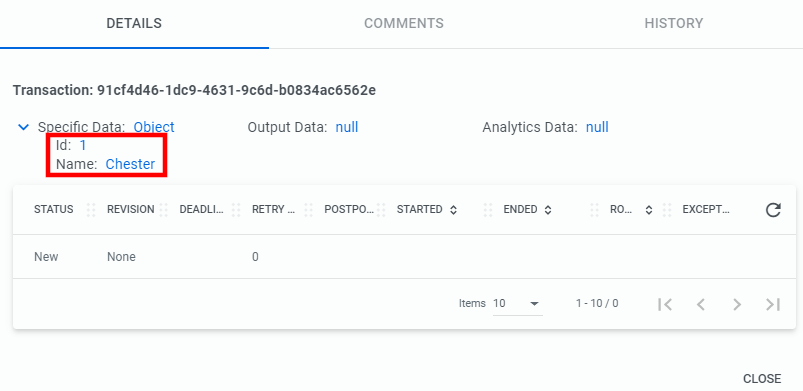 DETAILS COMMENTS HISTORY
Transaction: 91cf4d46-1dc9-4631-9c6d-b0834ac6562e
Specific Data: Object Output Data: null Analytics Data: null
Id: 1
Name: Chester
STATUS REVISION DEADLI... RETRY ... POSTPO... STARTED ENDED RO... EXCEPT...
New None 0
Items 10 1 - 10 / 0
CLOSE